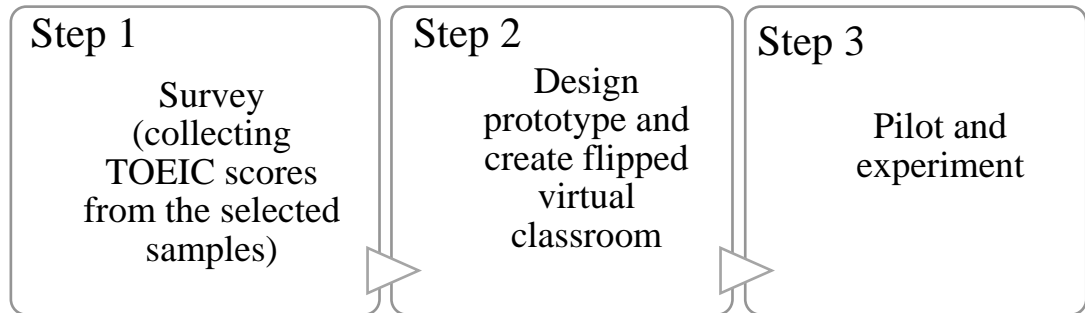 Step 1
Survey
(collecting
TOEIC scores
from the selected
samples)
Step 2
Design
prototype and
create flipped
virtual
classroom
Step 3
Pilot and
experiment